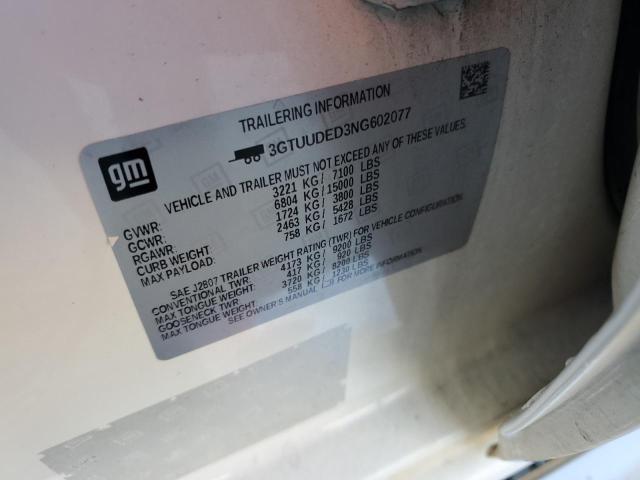 TRAILERING INFORMATION
3GTUUDED3NG602077
gm
VEHICLE AND TRAILER MUST NOT EXCEED ANY OF THESE VALUES.
GVWR: 3221 KG/ 7100 LBS
GCWR: 6804 KG/ 15000 LBS
RGAWR: 1724 KG/ 3800 LBS
CURB WEIGHT: 2463 KG/ 5428 LBS
MAX PAYLOAD: 758 KG/ 1672 LBS
SAE J2807 TRAILER WEIGHT RATING (TWR) FOR VEHICLE CONFIGURATION.
CONVENTIONAL TWR: 4173 KG/ 9200 LBS
MAX TONGUE WEIGHT: 417 KG/ 920 LBS
GOOSENECK TWR: 3720 KG/ 8200 LBS
MAX TONGUE WEIGHT: 558 KG/ 1230 LBS
SEE OWNER'S MANUAL FOR MORE INFORMATION